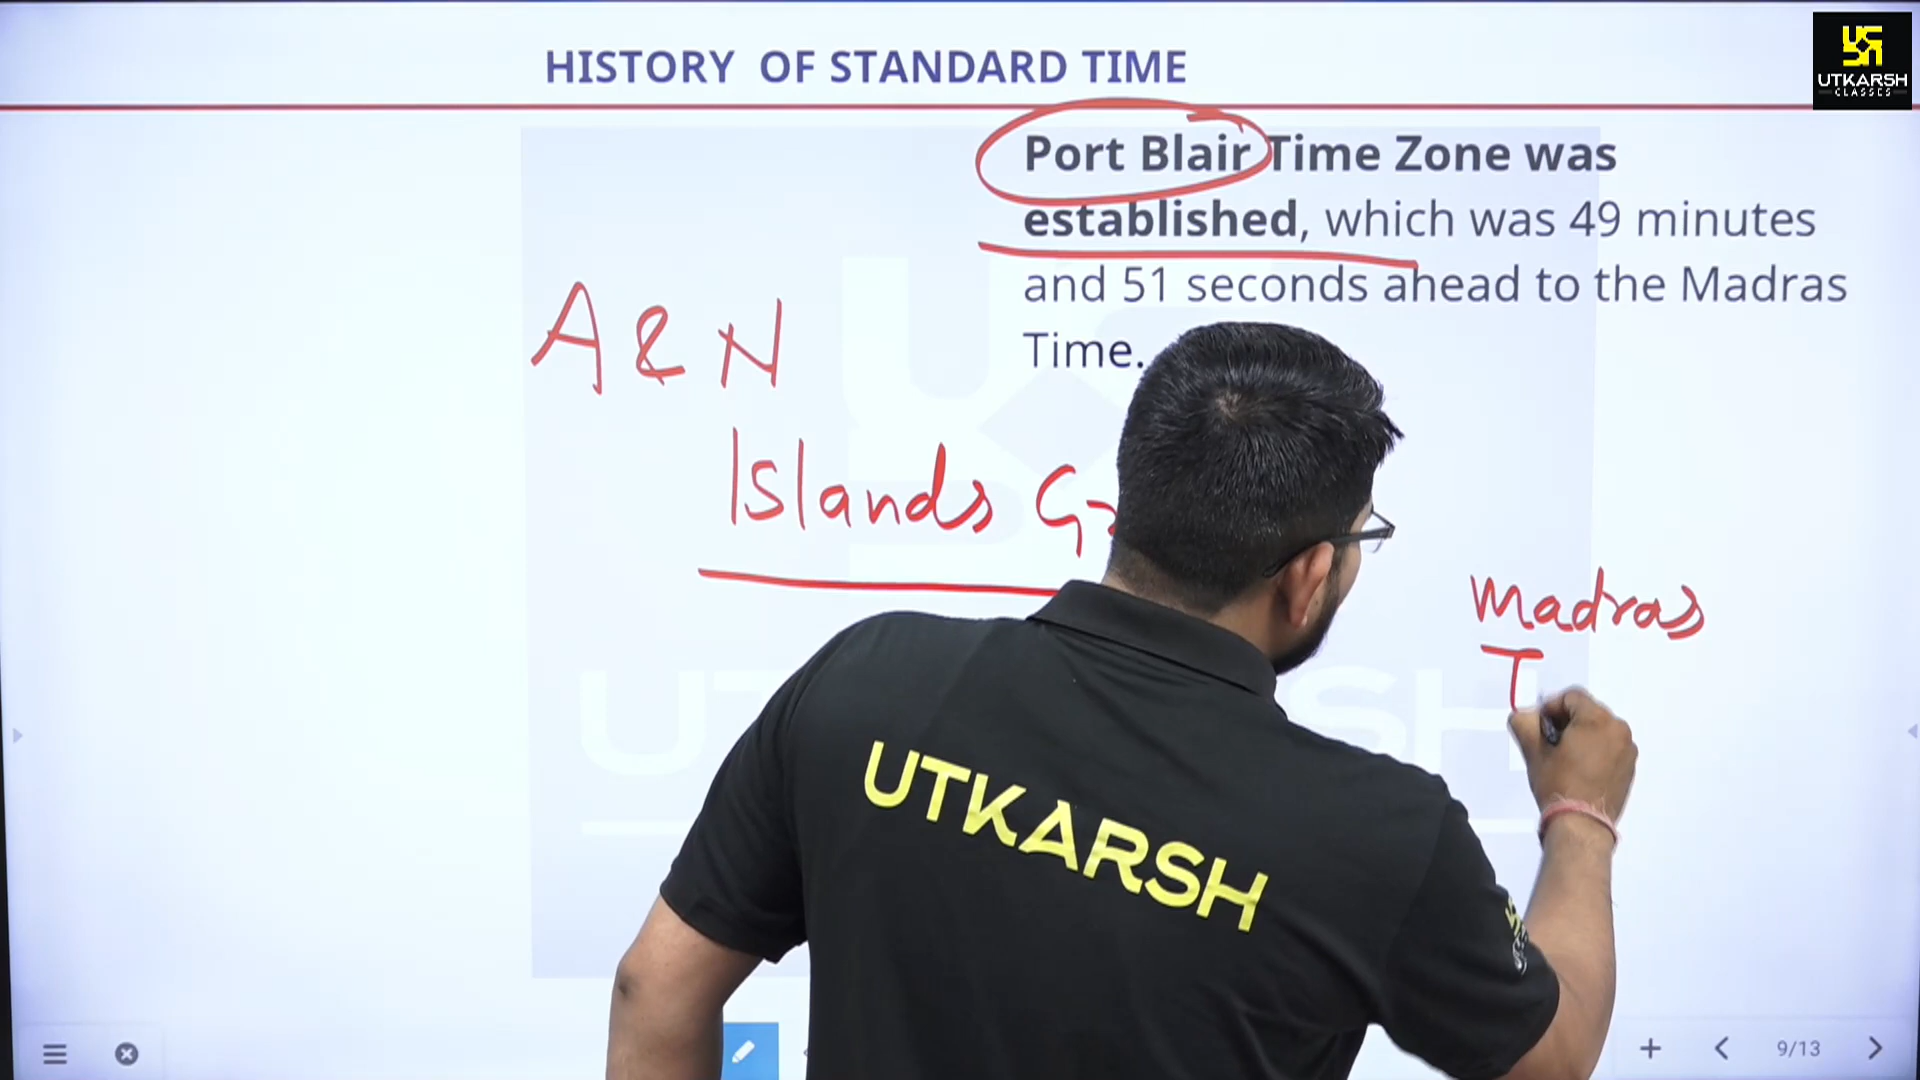 HISTORY OF STANDARD TIME
UTKARSH
CLASSES
Port Blair Time Zone was
established, which was 49 minutes
and 51 seconds ahead to the Madras
Time.
A & N
Islands
Madras
T
UTKARSH
9/13